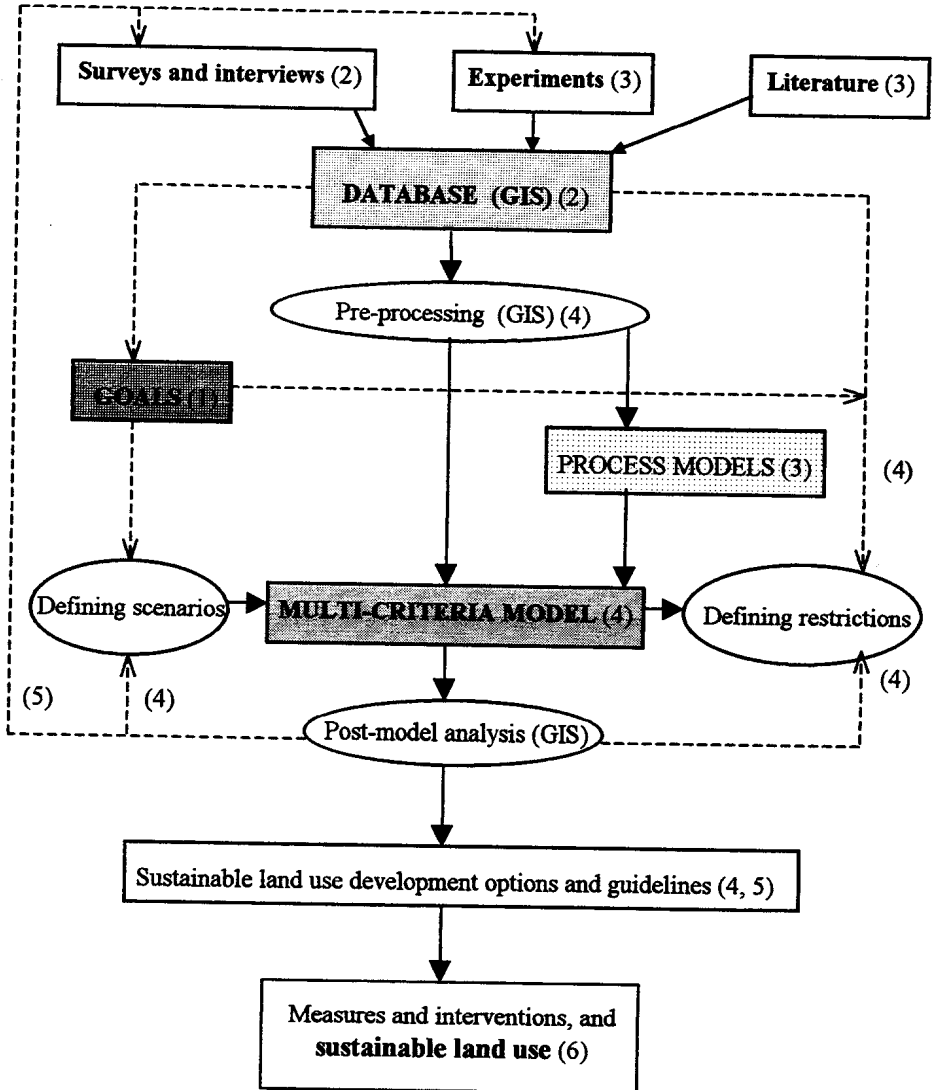 Surveys and interviews (2)
Experiments (3)
Literature (3)
DATABASE (GIS) (2)
Pre-processing (GIS) (4)
GOALS (1)
PROCESS MODELS (3)
(4)
Defining scenarios
MULTI-CRITERIA MODEL (4)
Defining restrictions
(5)
(4)
(4)
Post-model analysis (GIS)
Sustainable land use development options and guidelines (4, 5)
Measures and interventions, and
sustainable land use (6)